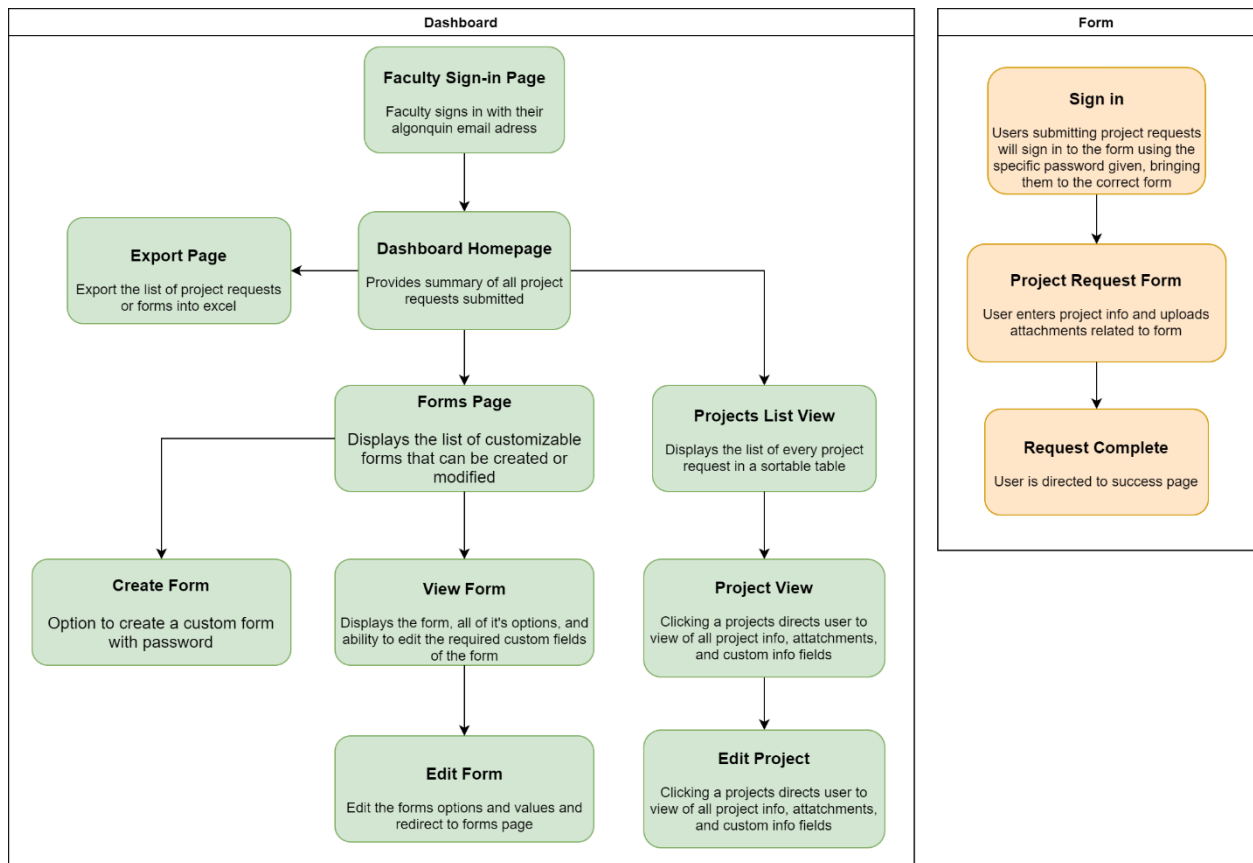 Dashboard
Faculty Sign-in Page
Faculty signs in with their
algonquin email adress
Export Page
Export the list of project requests
or forms into excel
Dashboard Homepage
Provides summary of all project
requests submitted
Forms Page
Displays the list of customizable
forms that can be created or
modified
Projects List View
Displays the list of every project
request in a sortable table
Create Form
Option to create a custom form
with password
View Form
Displays the form, all of it's options, and
ability to edit the required custom fields
of the form
Project View
Clicking a projects directs user to
view of all project info, attatchments,
and custom info fields
Edit Form
Edit the forms options and values and
redirect to forms page
Edit Project
Clicking a projects directs user to
view of all project info, attatchments,
and custom info fields
Form
Sign in
Users submitting project requests
will sign in to the form using the
specific password given, bringing
them to the correct form
Project Request Form
User enters project info and uploads
attachments related to form
Request Complete
User is directed to success page